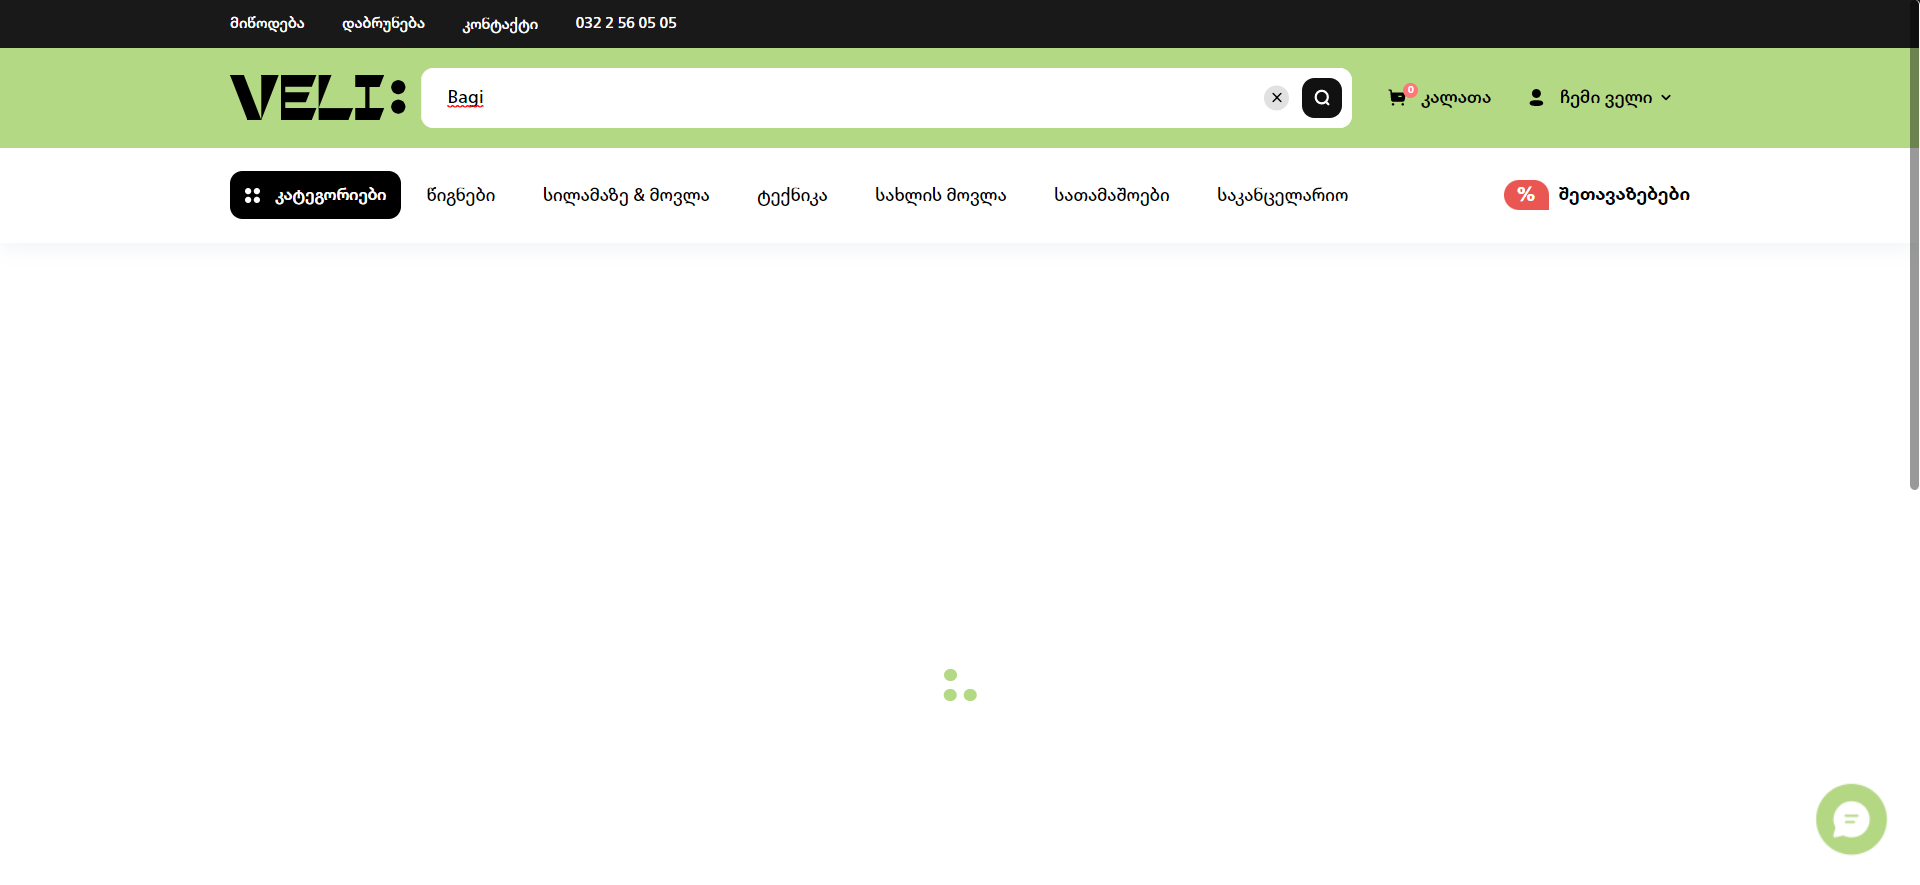 მიწოდება დაბრუნება კონტაქტი 032 2 56 05 05
VELI: Bagi 0 კალათა ჩემი ველი
კატეგორიები წიგნები სილამაზე & მოვლა ტექნიკა სახლის მოვლა სათამაშოები საკანცელარიო % შეთავაზებები